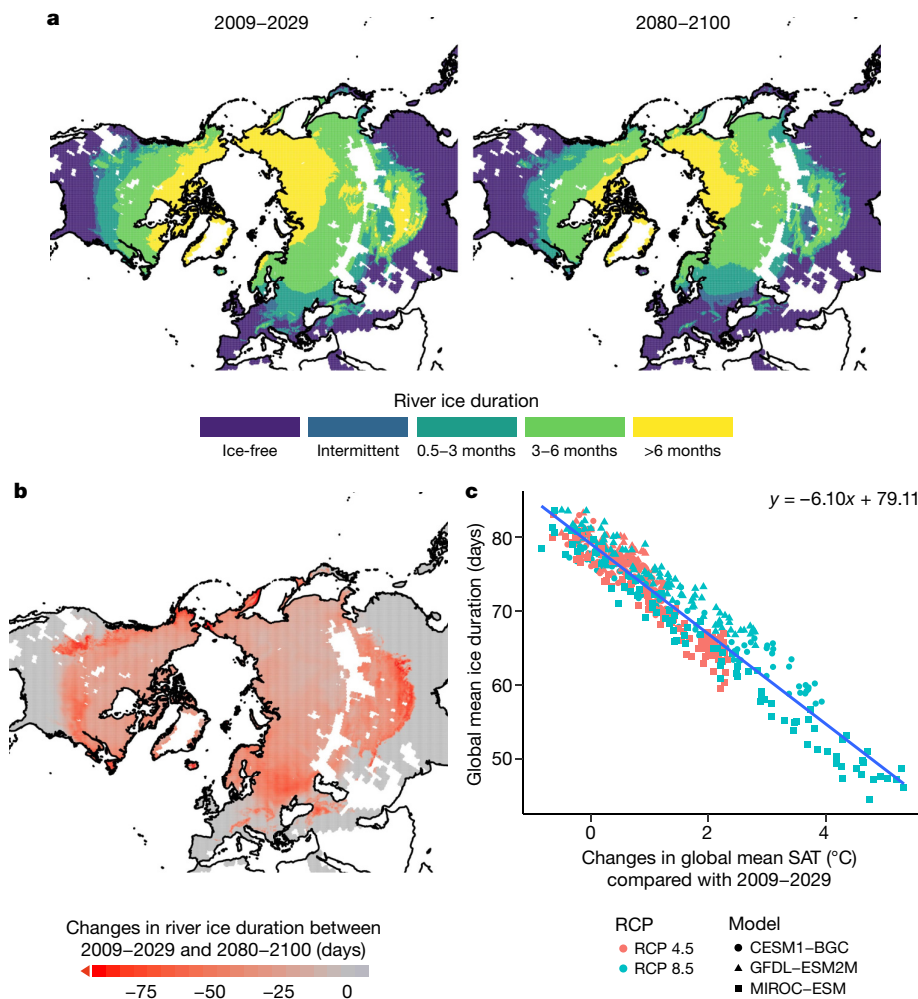 a
2009–2029
2080–2100
River ice duration
Ice-free
Intermittent
0.5–3 months
3–6 months
>6 months
b
Changes in river ice duration between
2009–2029 and 2080–2100 (days)
−75
−50
−25
0
c
y = −6.10x + 79.11
Global mean ice duration (days)
80
70
60
50
0
2
4
Changes in global mean SAT (°C)
compared with 2009–2029
RCP
RCP 4.5
RCP 8.5
Model
CESM1−BGC
GFDL−ESM2M
MIROC−ESM